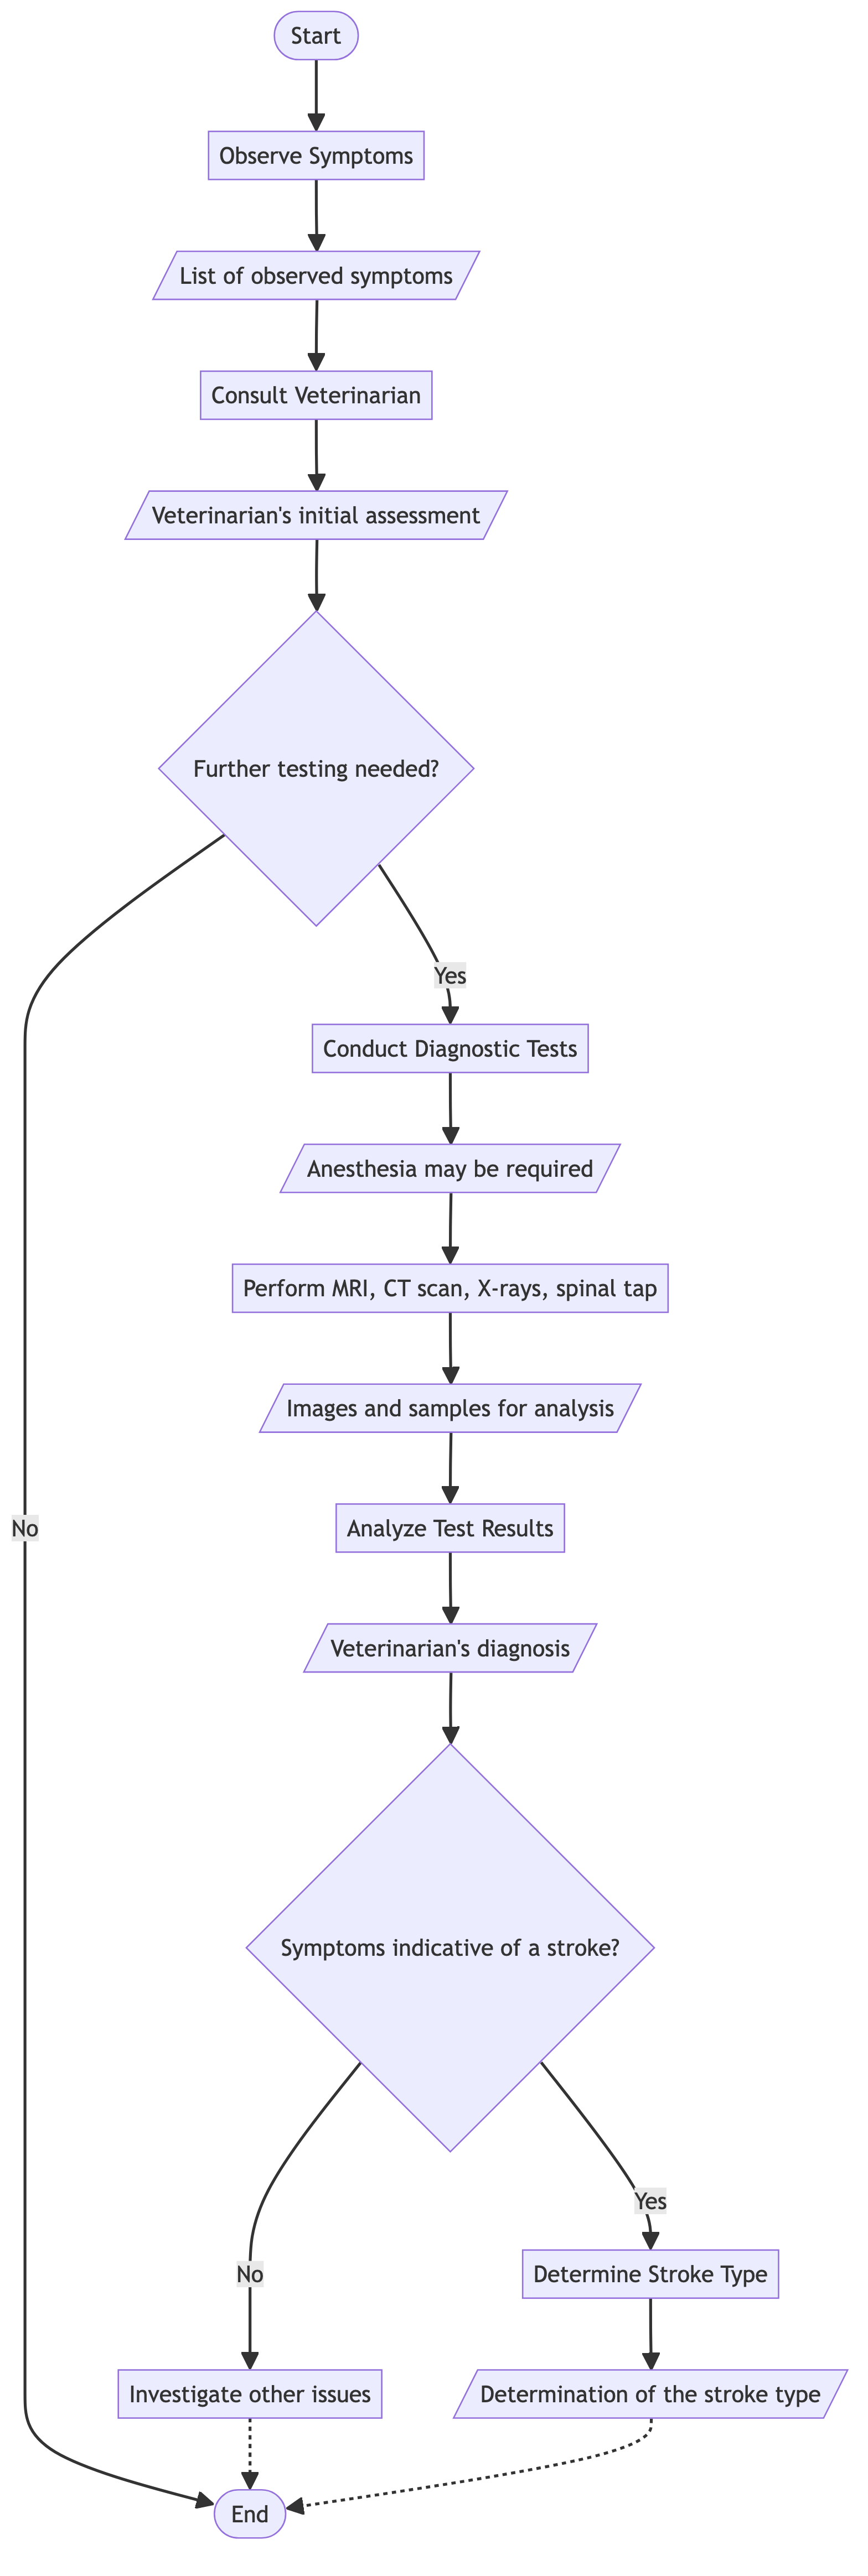 Start
Observe Symptoms
List of observed symptoms
Consult Veterinarian
Veterinarian's initial assessment
Further testing needed?
Yes
Conduct Diagnostic Tests
Anesthesia may be required
Perform MRI, CT scan, X-rays, spinal tap
Images and samples for analysis
No
Analyze Test Results
Veterinarian's diagnosis
Symptoms indicative of a stroke?
Yes
No
Determine Stroke Type
Investigate other issues
Determination of the stroke type
End